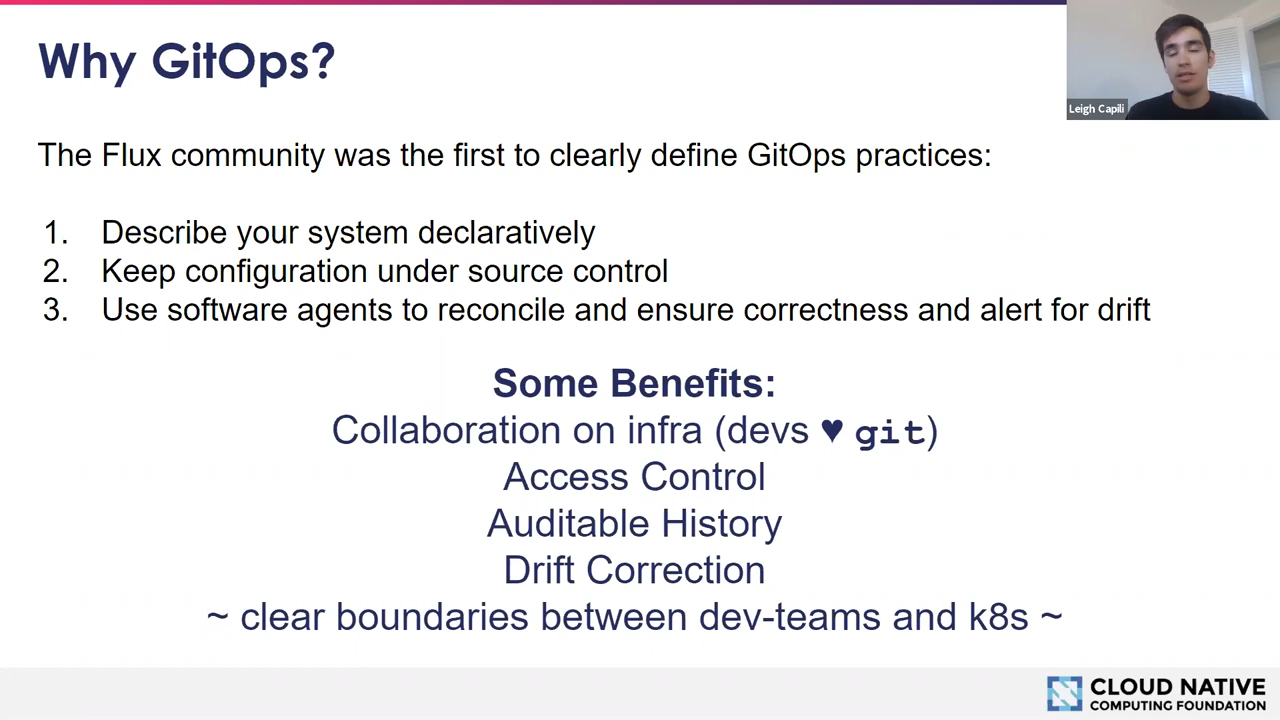 Why GitOps?
Leigh Capili
The Flux community was the first to clearly define GitOps practices:
1. Describe your system declaratively
2. Keep configuration under source control
3. Use software agents to reconcile and ensure correctness and alert for drift
Some Benefits:
Collaboration on infra (devs ♥ git)
Access Control
Auditable History
Drift Correction
~ clear boundaries between dev-teams and k8s ~
CLOUD NATIVE
COMPUTING FOUNDATION